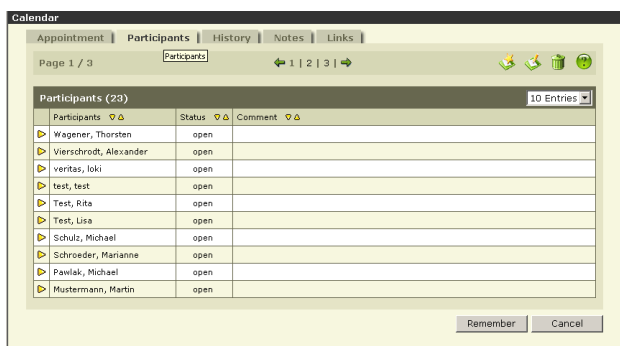 Calendar
Appointment | Participants | History | Notes | Links |
Page 1 / 3 Participants 1 | 2 | 3 | ?
Participants (23) 10 Entries
Participants Status Comment
Wagener, Thorsten open
Vierschrodt, Alexander open
veritas, loki open
test, test open
Test, Rita open
Test, Lisa open
Schulz, Michael open
Schroeder, Marianne open
Pawlak, Michael open
Mustermann, Martin open
Remember Cancel